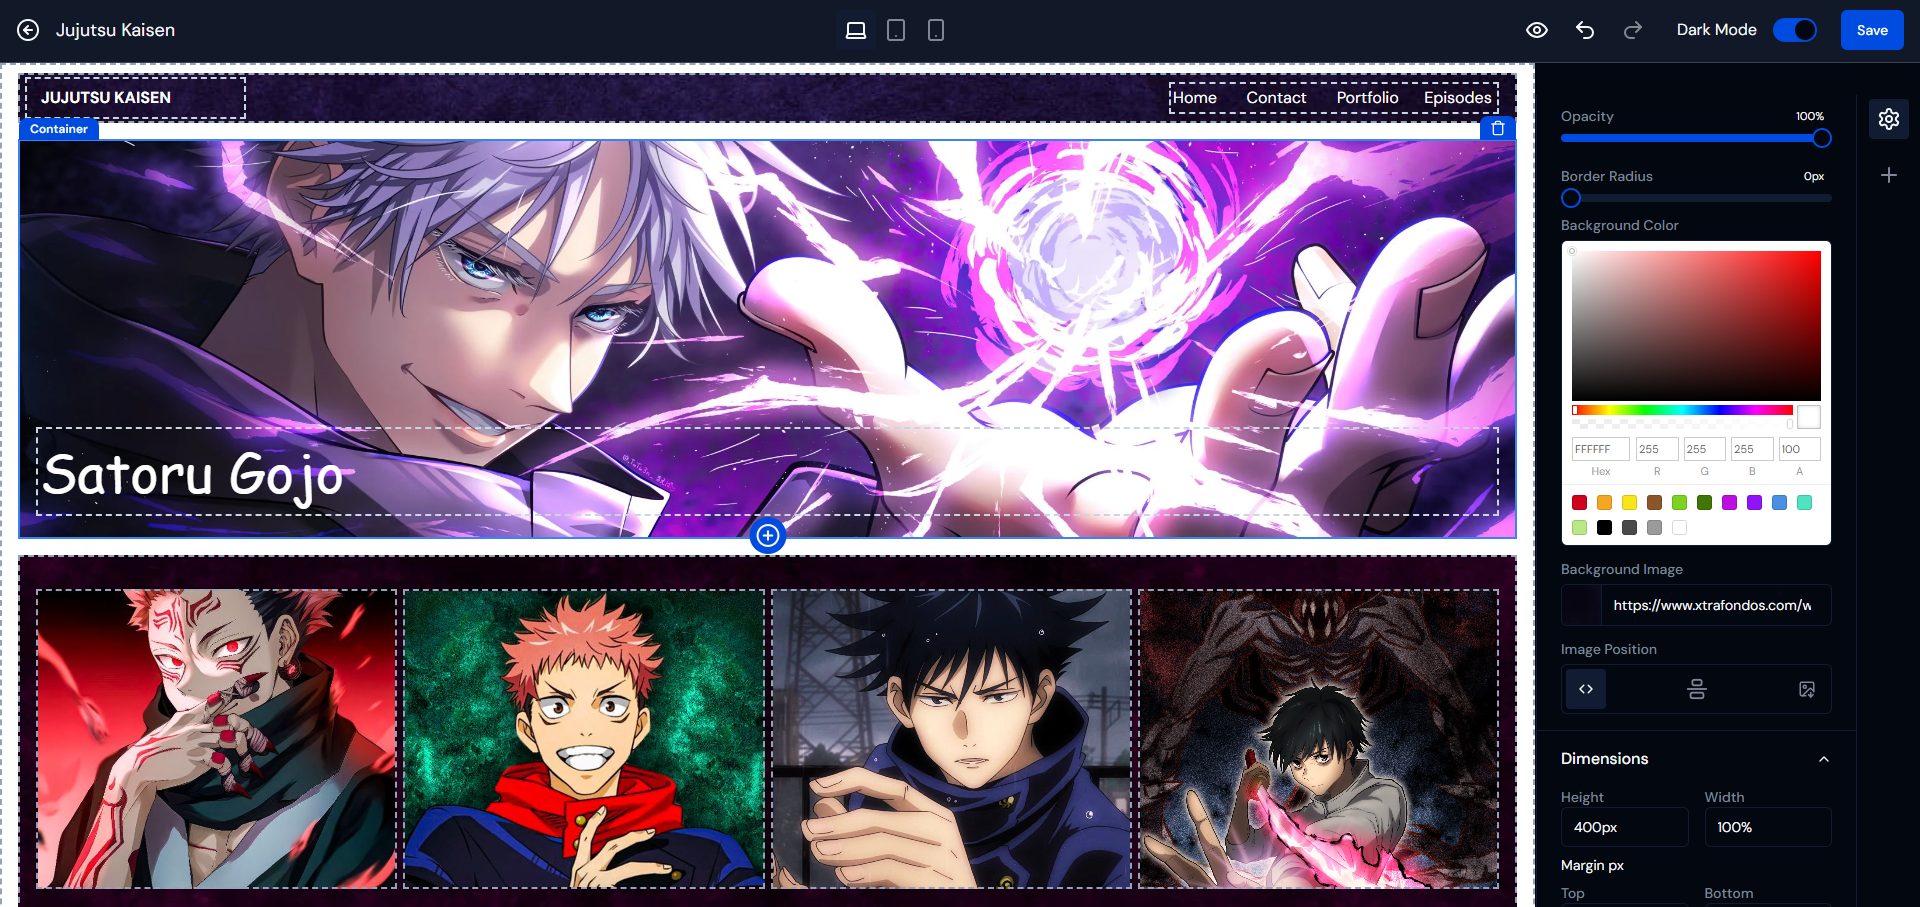 Jujutsu Kaisen
Dark Mode
Save
JUJUTSU KAISEN
Home Contact Portfolio Episodes
Container
Satoru Gojo
Opacity 100%
Border Radius 0px
Background Color
FFFFFF 255 255 255 100
Hex R G B A
Background Image
https://www.xtrafondos.com/w
Image Position
Dimensions
Height Width
400px 100%
Margin px
Top Bottom